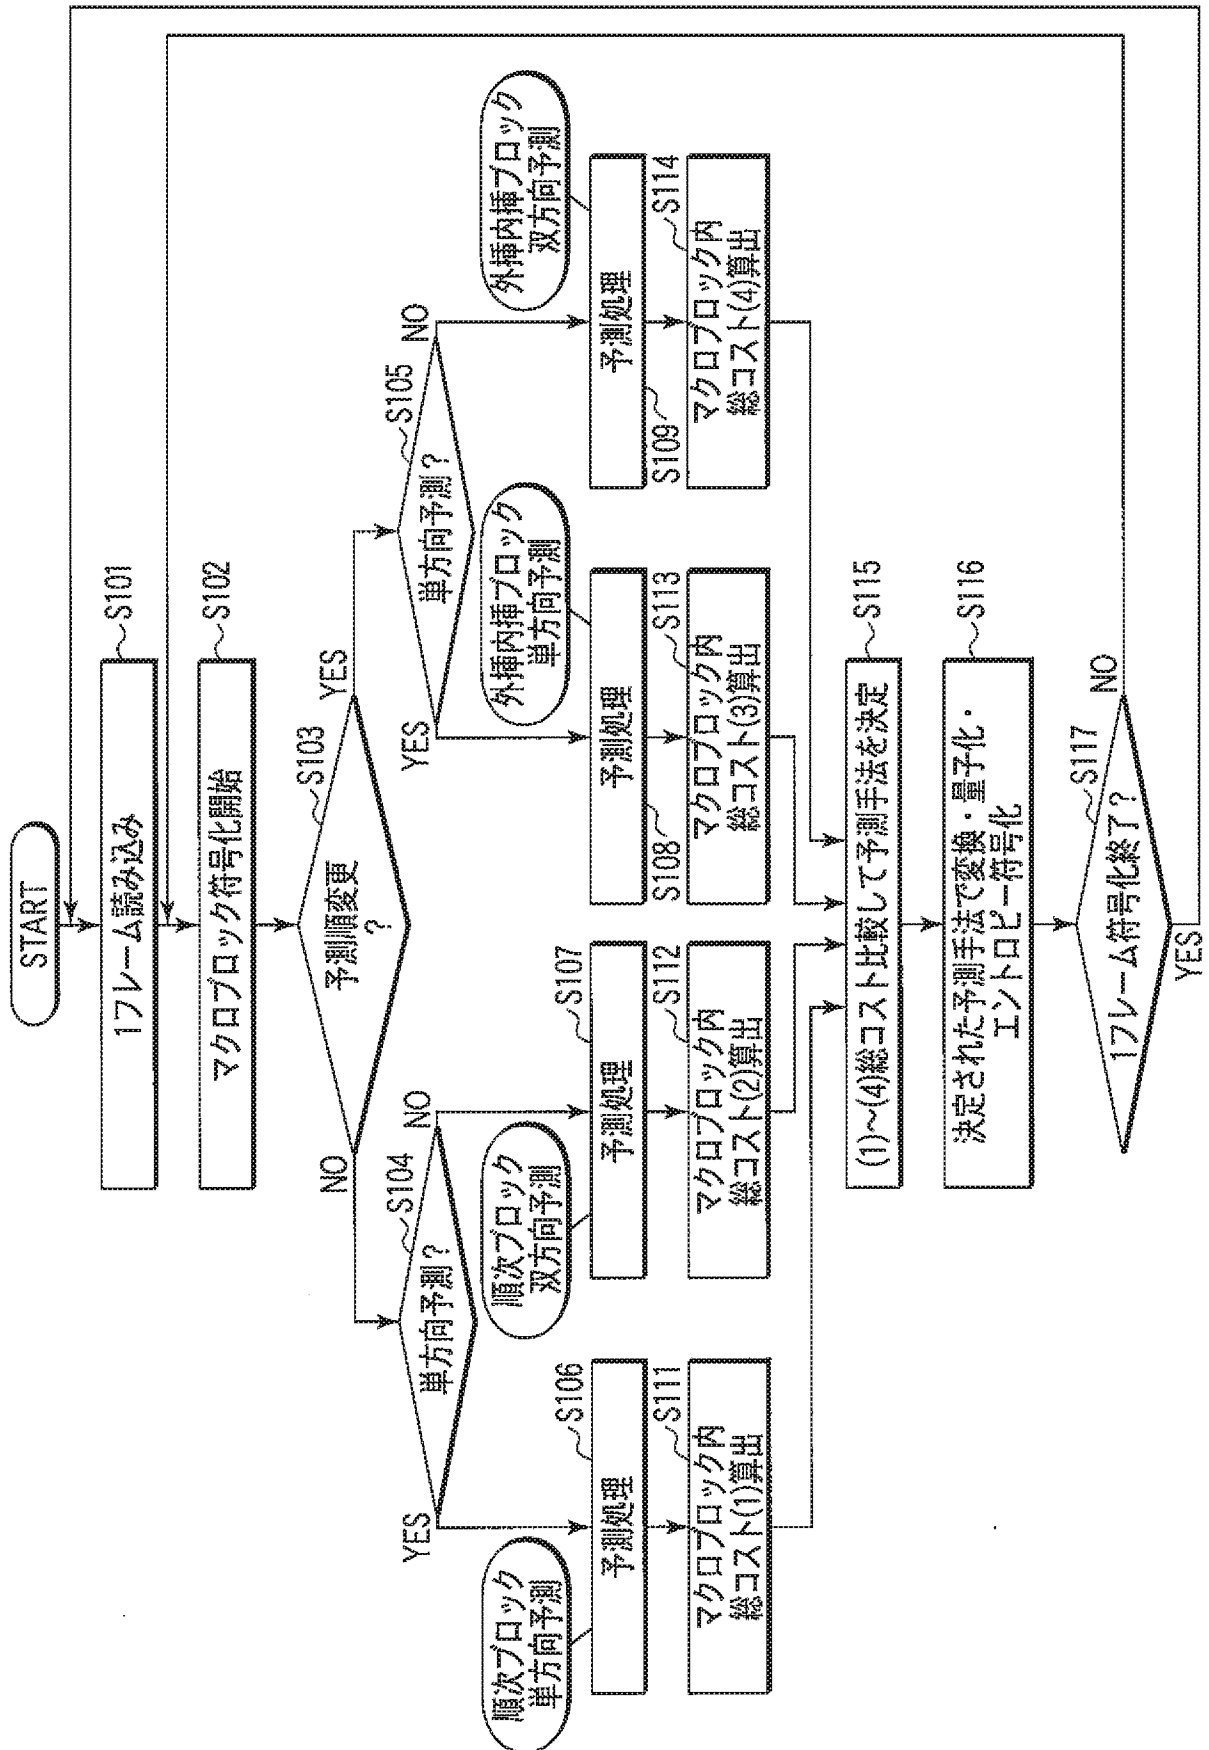 START
1フレーム読み込み
S101
マクロブロック符号化開始
S102
予測順変更
?
S103
NO
YES
単方向予測?
S104
単方向予測?
S105
YES
NO
YES
NO
順次ブロック
単方向予測
順次ブロック
双方向予測
外挿内挿ブロック
単方向予測
外挿内挿ブロック
双方向予測
予測処理
S106
予測処理
S107
予測処理
S108
予測処理
S109
マクロブロック内
総コスト(1)算出
S111
マクロブロック内
総コスト(2)算出
S112
マクロブロック内
総コスト(3)算出
S113
マクロブロック内
総コスト(4)算出
S114
(1)~(4)総コスト比較して予測手法を決定
S115
決定された予測手法で変換・量子化・
エントロピー符号化
S116
1フレーム符号化終了?
S117
NO
YES